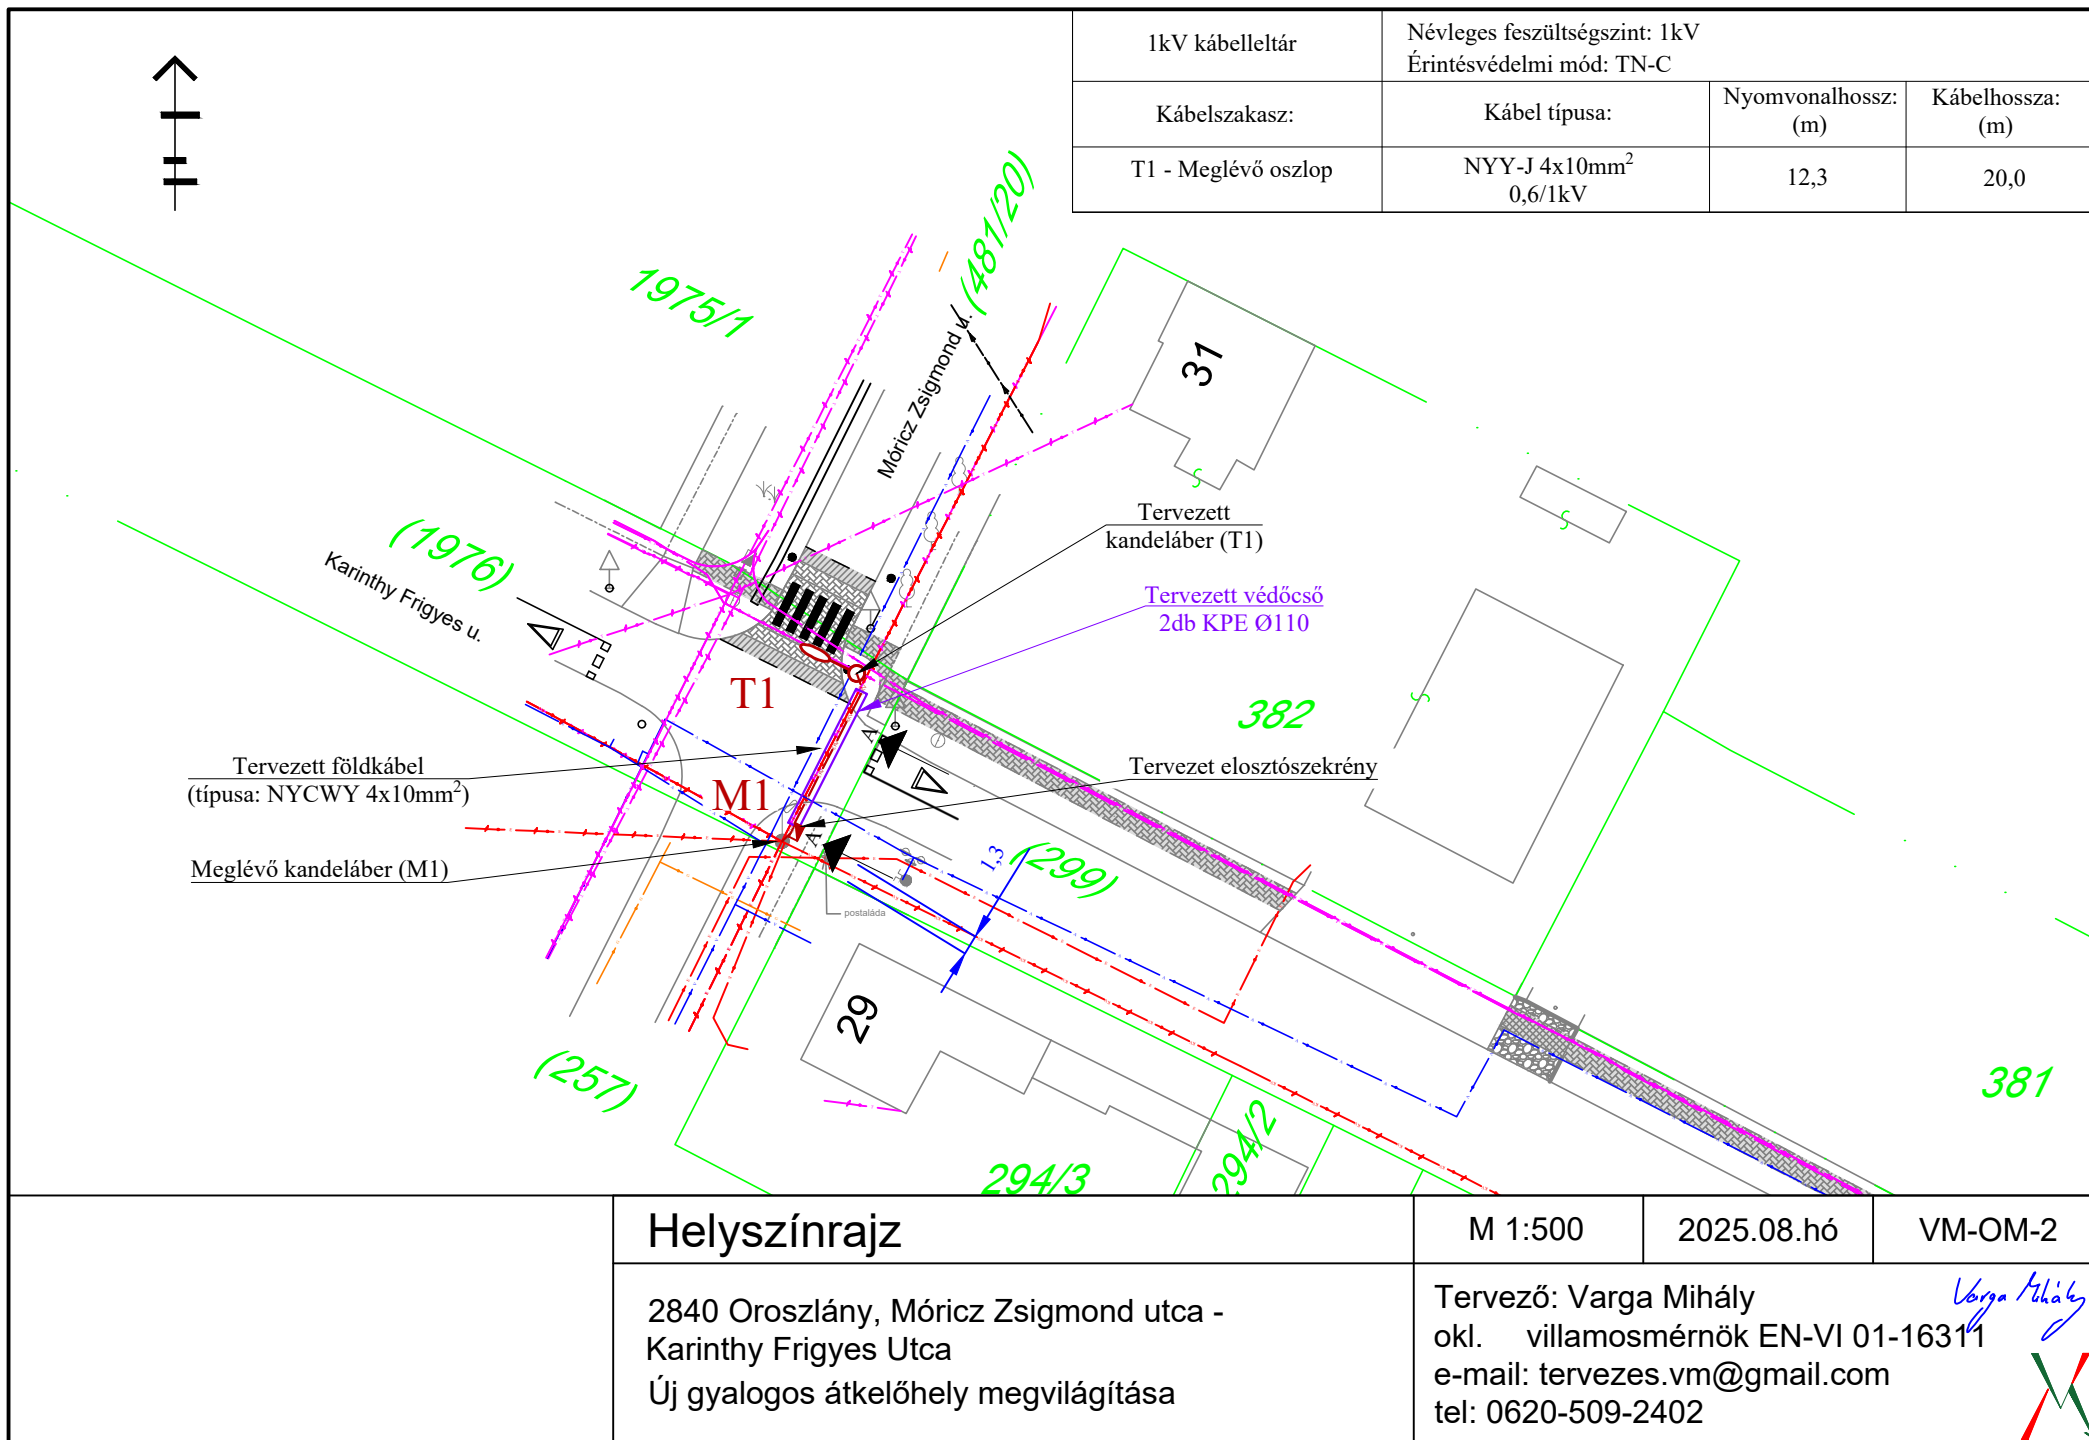 1kV kábelleltár
Névleges feszültségszint: 1kV
Érintésvédelmi mód: TN-C
Kábelszakasz:
Kábel típusa:
Nyomvonalhossz:
(m)
Kábelhossza:
(m)
T1 - Meglévő oszlop
NYY-J 4x10mm²
0,6/1kV
12,3
20,0
1975/1
(481/20)
Móricz Zsigmond u.
31
(1976)
Karinthy Frigyes u.
Tervezett
kandeláber (T1)
Tervezett védőcső
2db KPE Ø110
T1
382
Tervezett földkábel
(típusa: NYCWY 4x10mm²)
M1
A
Tervezet elosztószekrény
A
Meglévő kandeláber (M1)
1,3
(299)
postaláda
29
(257)
381
294/3
294/2
Helyszínrajz
M 1:500
2025.08.hó
VM-OM-2
2840 Oroszlány, Móricz Zsigmond utca -
Karinthy Frigyes Utca
Új gyalogos átkelőhely megvilágítása
Tervező: Varga Mihály
Varga Mihály
okl. villamosmérnök EN-VI 01-16311
e-mail: tervezes.vm@gmail.com
tel: 0620-509-2402